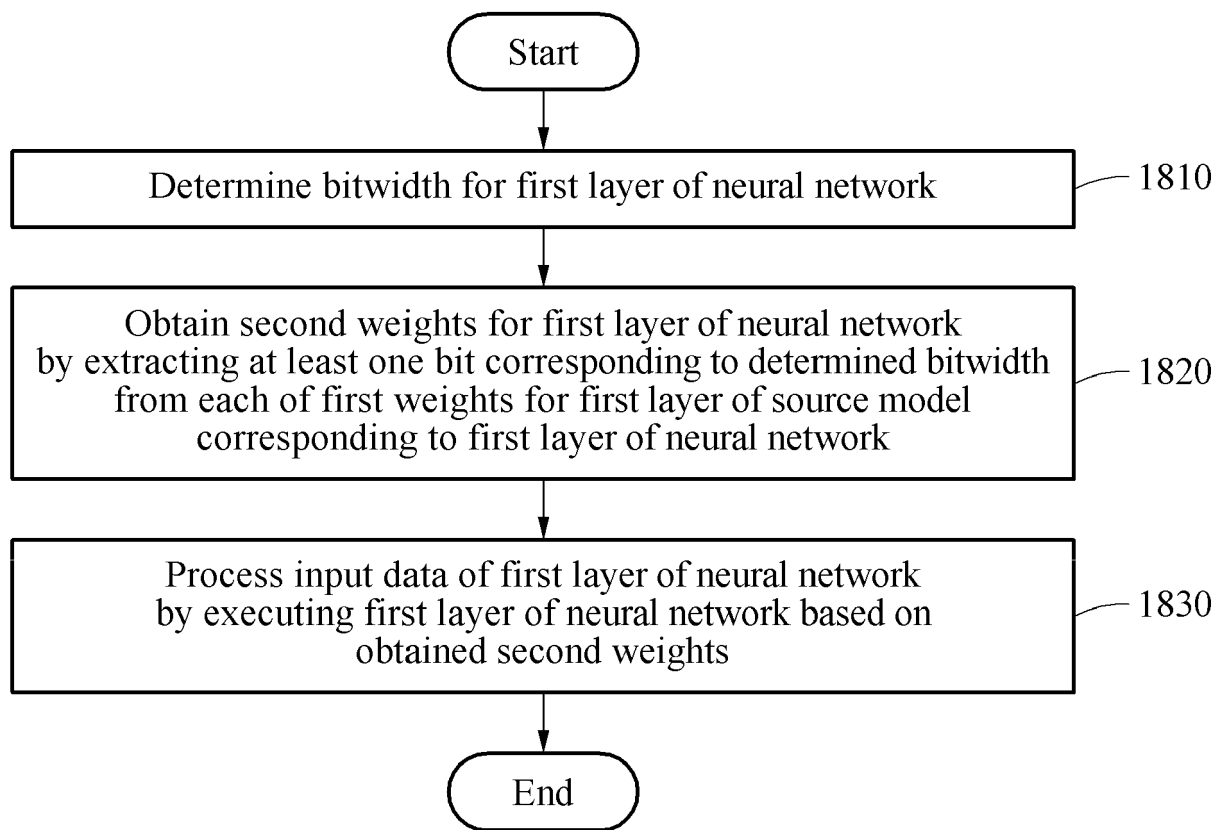 Start
Determine bitwidth for first layer of neural network
1810
Obtain second weights for first layer of neural network
by extracting at least one bit corresponding to determined bitwidth
from each of first weights for first layer of source model
corresponding to first layer of neural network
1820
Process input data of first layer of neural network
by executing first layer of neural network based on
obtained second weights
1830
End